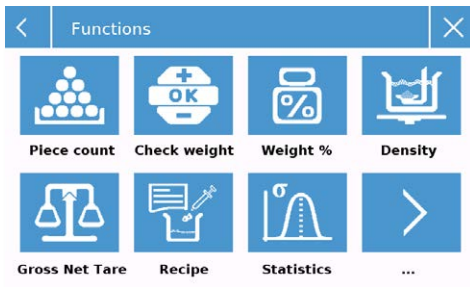 Functions
OK
%
Piece count Check weight Weight % Density
σ
Gross Net Tare Recipe Statistics ...